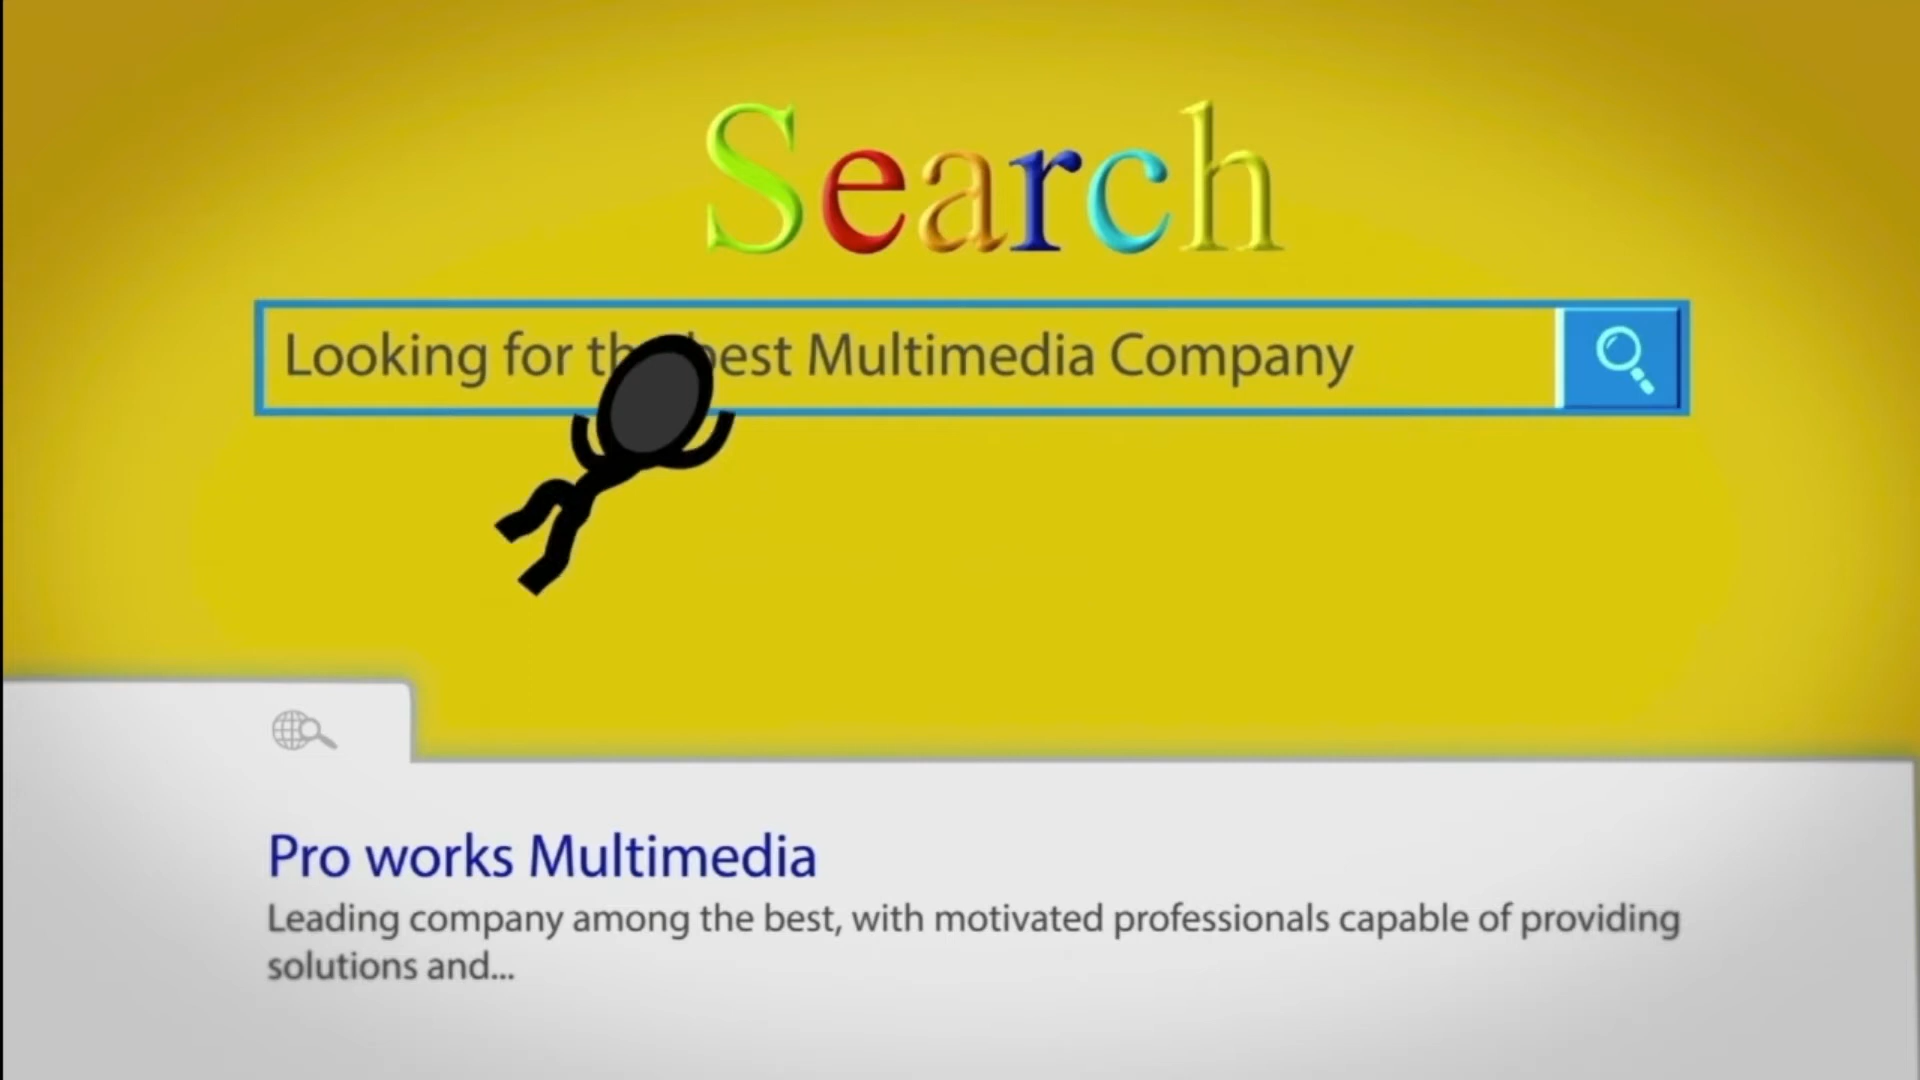 Search
Looking for best Multimedia Company
Pro works Multimedia
Leading company among the best, with motivated professionals capable of providing
solutions and...